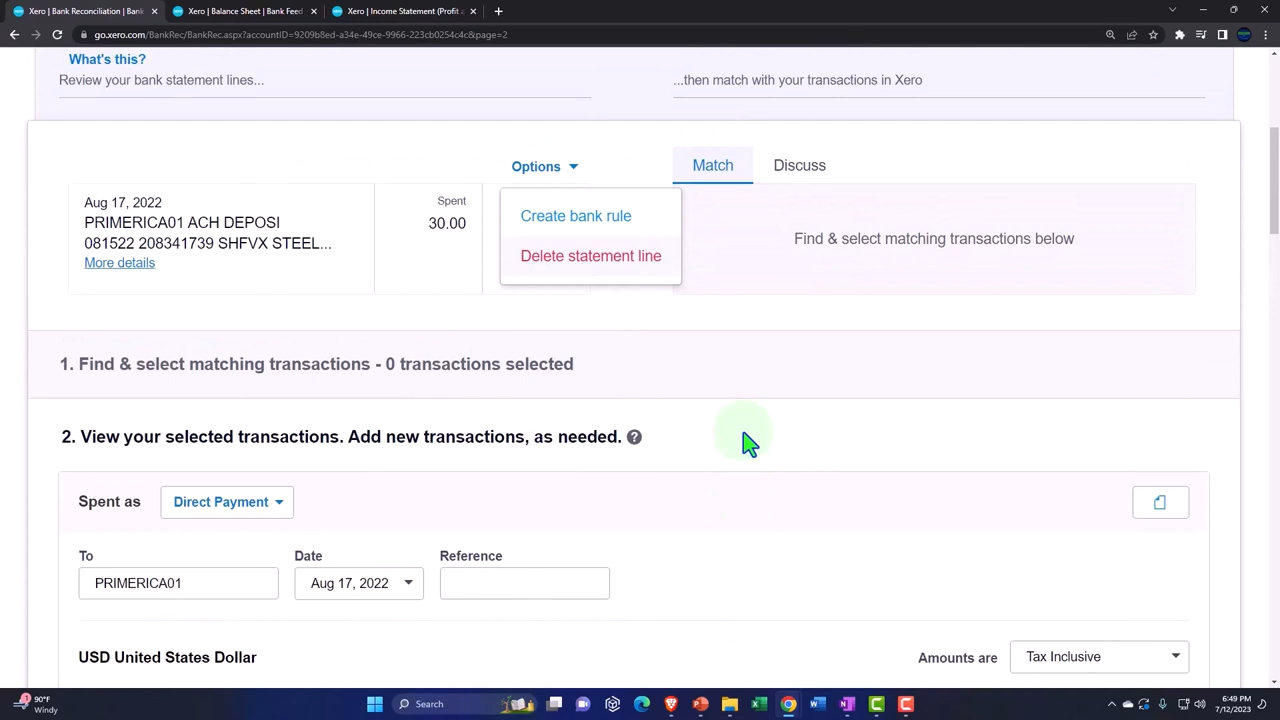 Xero | Reconciliation | Bank
Xero | Balance Sheet | Bank Feed
Xero | Income Statement (Profit a
go.xero.com/BankRec/BankRec.aspx?accountID=9209b8ed-a34e-49ce-9966-223cb0254c4c&page=2
What's this?
Review your bank statement lines...
...then match with your transactions in Xero
Options
Match
Discuss
Aug 17, 2022
Spent
Create bank rule
PRIMERICA01 ACH DEPOSI
30.00
081522 208341739 SHFVX STEEL...
Find & select matching transactions below
Delete statement line
More details
1. Find & select matching transactions - 0 transactions selected
2. View your selected transactions. Add new transactions, as needed. ?
Spent as
Direct Payment
To
Date
Reference
PRIMERICA01
Aug 17, 2022
USD United States Dollar
Amounts are
Tax Inclusive
1
90°F
Windy
Search
6:49 PM
7/12/2023